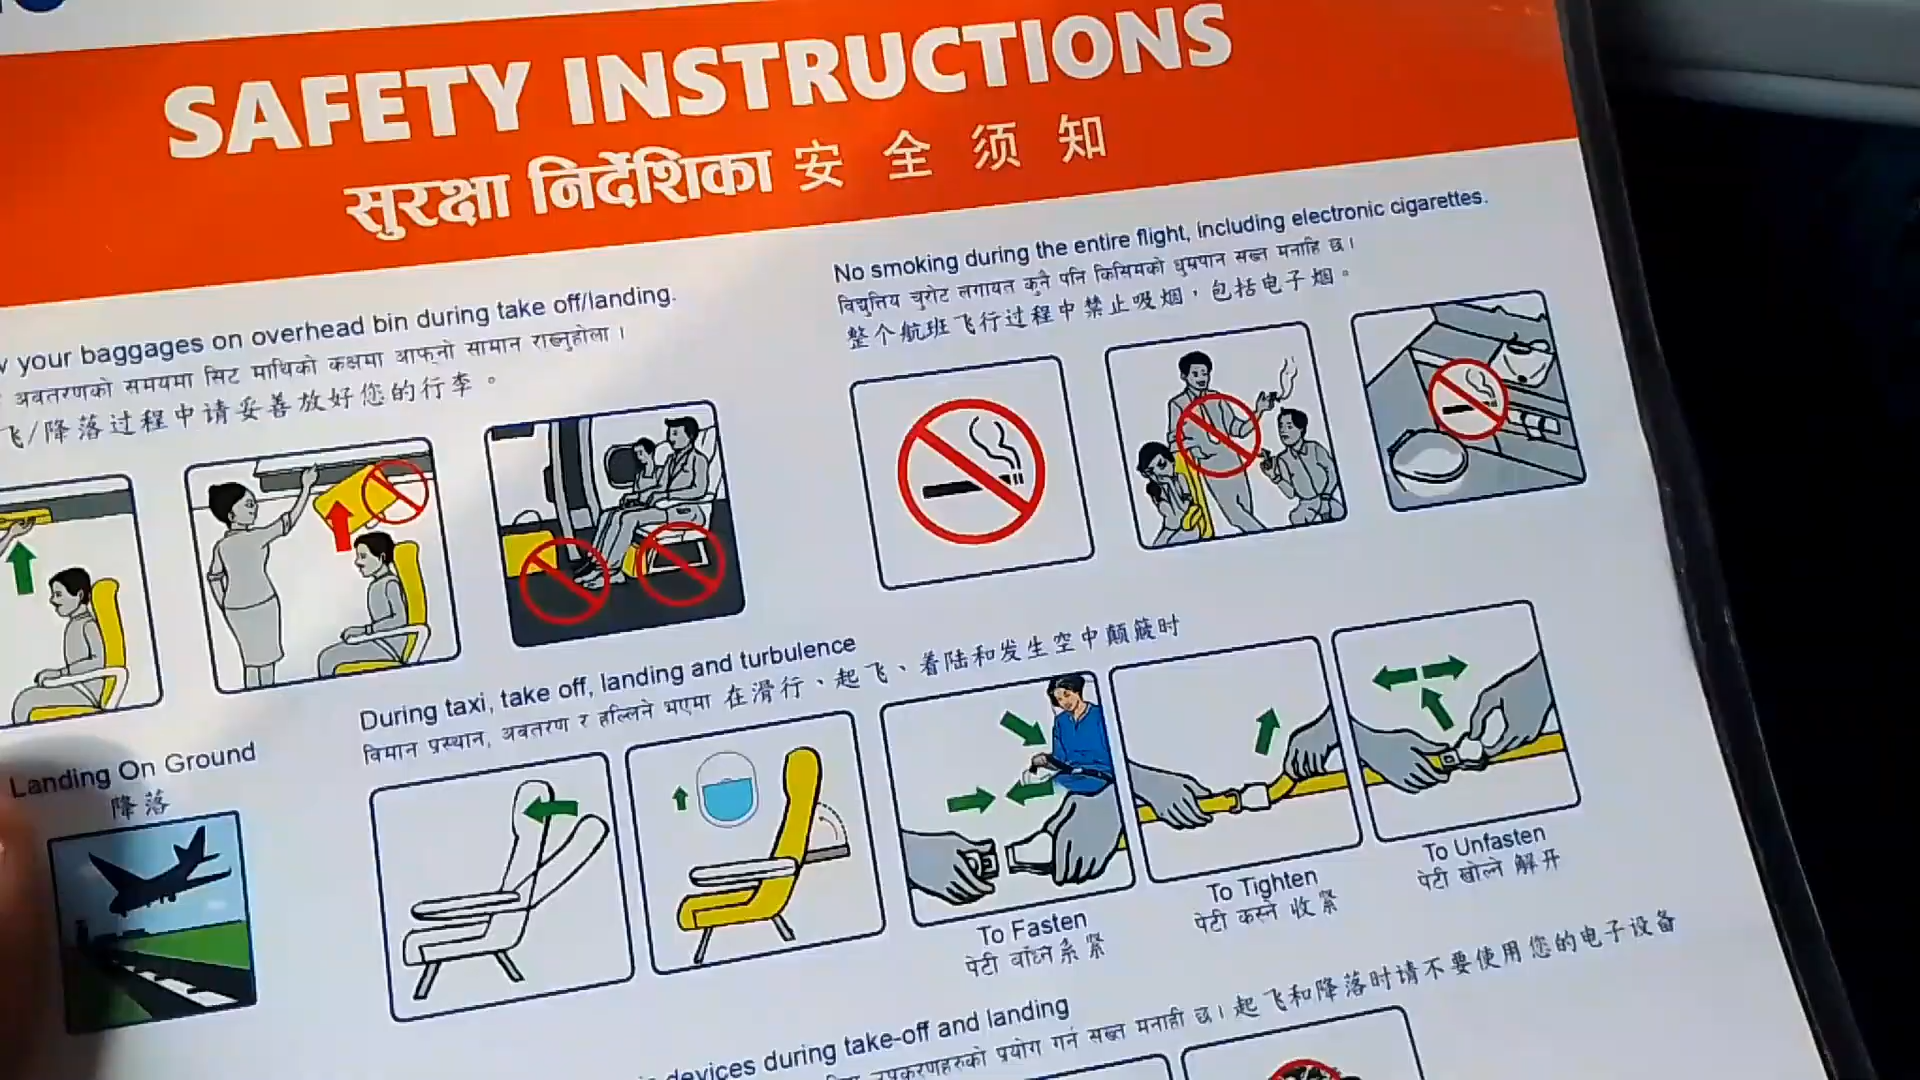 SAFETY INSTRUCTIONS
सुरक्षा निर्देशिका 安全须知
your baggages on overhead bin during take off/landing.
अवतरणको समयमा सिट माथिको कक्षमा आफ्नो सामान राख्नुहोला ।
飞/降落过程中请妥善放好您的行李。
No smoking during the entire flight, including electronic cigarettes.
विद्युत्तिय चुरोट लगायत कुनै पनि किसिमको धुम्रपान सख्त मनाहि छ।
整个航班飞行过程中禁止吸烟，包括电子烟。
Landing On Ground
降落
During taxi, take off, landing and turbulence
विमान प्रस्थान, अवतरण र हल्लिने भएमा 在滑行、起飞、着陆和发生空中颠簸时
To Fasten
पेटी बाँध्न 系紧
To Tighten
पेटी कस्ने 收紧
To Unfasten
पेटी खोल्ने 解开
devices during take-off and landing
उपकरणहरुको प्रयोग गर्न सख्त मनाही छ। 起飞和降落时请不要使用您的电子设备